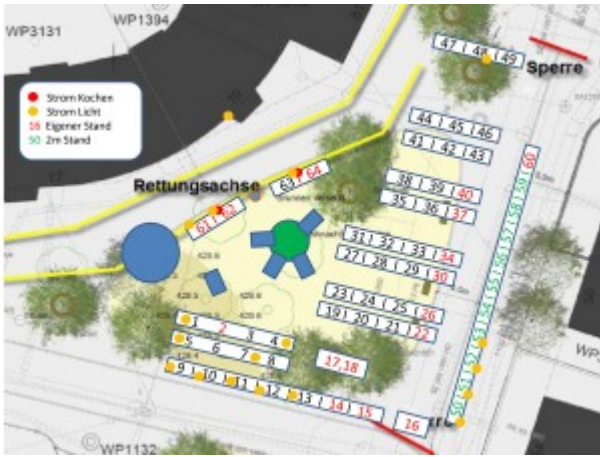 WP1394
WP3131
47 | 48 | 49
Sperre
Strom Kochen
Strom Licht
16 Eigener Stand
50 2m Stand
44 | 45 | 46
41 | 42 | 43
Rettungsachse
63 | 64
61 | 62
38 | 39 | 40
35 | 36 | 37
31 | 32 | 33 | 34
27 | 28 | 29 | 30
23 | 24 | 25 | 26
19 | 20 | 21 | 22
1 2 3 4
5 6 7 8
17,18
9 | 10 | 11 | 12 | 13 | 14 | 15
16
50 | 51 | 52 | 53 | 54 | 55 | 56 | 57 | 58 | 59 | 60
WP1132